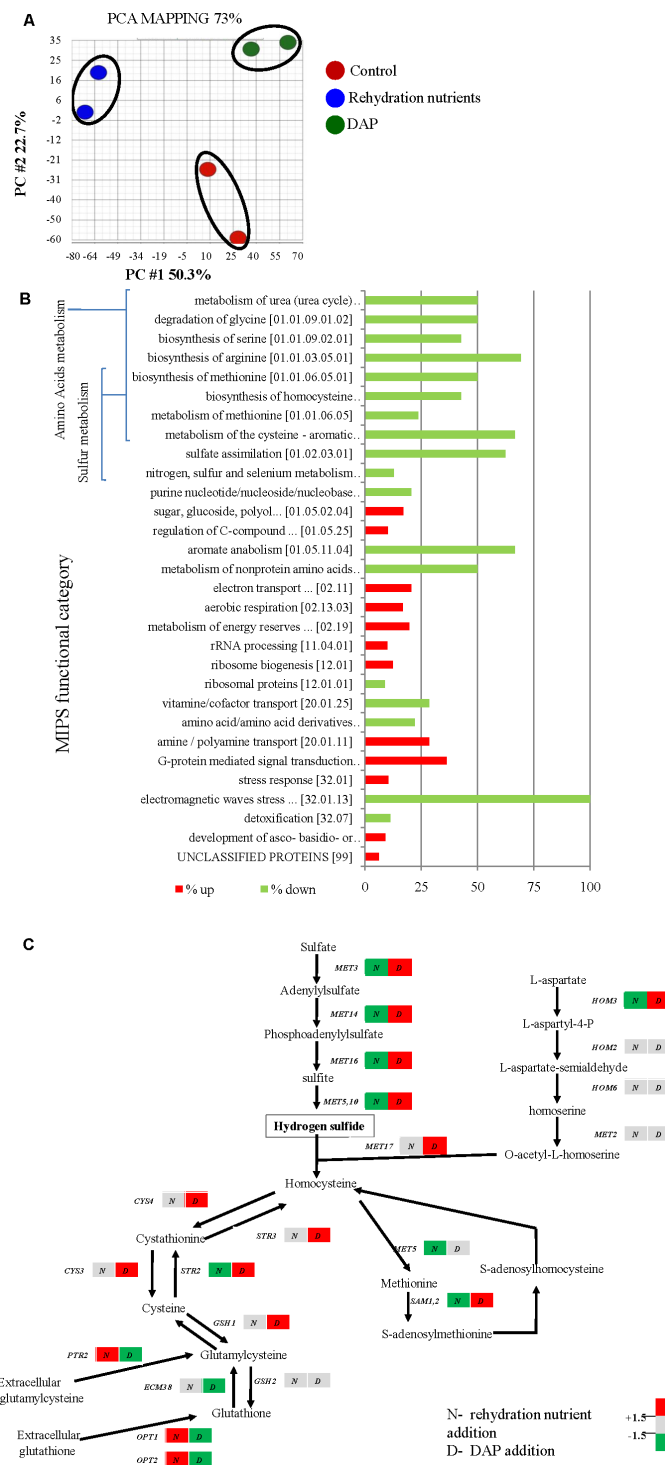 A
PCA MAPPING 73%
35
25
16
6
-2
-12
-21
-31
-41
-50
-60
PC #2 22.7%
-80 -64 -49 -34 -19 -5 10 25 40 55 70
PC #1 50.3%
Control
Rehydration nutrients
DAP
B
Amino Acids metabolism
Sulfur metabolism
MIPS functional category
metabolism of urea (urea cycle) ..
degradation of glycine [01.01.09.01.02]
biosynthesis of serine [01.01.09.02.01]
biosynthesis of arginine [01.01.03.05.01]
biosynthesis of methionine [01.01.06.05.01]
biosynthesis of homocysteine ..
metabolism of methionine [01.01.06.05]
metabolism of the cysteine - aromatic ..
sulfate assimilation [01.02.03.01]
nitrogen, sulfur and selenium metabolism ..
purine nucleotide/nucleoside/nucleobase ..
sugar, glucoside, polyol... [01.05.02.04]
regulation of C-compound ... [01.05.25]
aromate anabolism [01.05.11.04]
metabolism of nonprotein amino acids ..
electron transport ... [02.11]
aerobic respiration [02.13.03]
metabolism of energy reserves ... [02.19]
rRNA processing [11.04.01]
ribosome biogenesis [12.01]
ribosomal proteins [12.01.01]
vitamine/cofactor transport [20.01.25]
amino acid/amino acid derivatives ..
amine / polyamine transport [20.01.11]
G-protein mediated signal transduction ..
stress response [32.01]
electromagnetic waves stress ... [32.01.13]
detoxification [32.07]
development of asco- basidio- or ..
UNCLASSIFIED PROTEINS [99]
% up % down
0 25 50 75 100
C
Sulfate
MET3 N D
Adenylylsulfate
MET14 N D
Phosphoadenylylsulfate
MET16 N D
sulfite
MET5,10 N D
Hydrogen sulfide
MET17 N D
L-aspartate
HOM3 N D
L-aspartyl-4-P
HOM2 N D
L-aspartate-semialdehyde
HOM6 N D
homoserine
MET2 N D
O-acetyl-L-homoserine
Homocysteine
CYS4 N D
STR3 N D
Cystathionine
CYS3 N D
STR2 N D
Cysteine
MET5 N D
Methionine
SAM1,2 N D
S-adenosylmethionine
S-adenosylhomocysteine
GSH1 N D
Glutamylcysteine
PTR2 N D
Extracellular
glutamylcysteine
ECM38 N D
GSH2 N D
Glutathione
Extracellular
glutathione
OPT1 N D
OPT2 N D
N- rehydration nutrient
addition
D- DAP addition
+1.5
-1.5